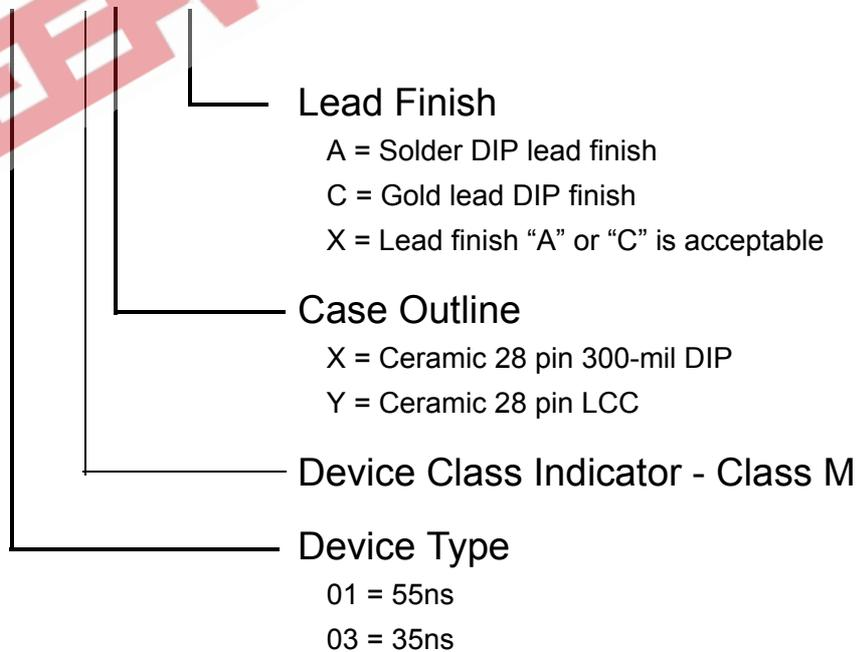 Lead Finish
A = Solder DIP lead finish
C = Gold lead DIP finish
X = Lead finish “A” or “C” is acceptable
Case Outline
X = Ceramic 28 pin 300-mil DIP
Y = Ceramic 28 pin LCC
Device Class Indicator - Class M
Device Type
01 = 55ns
03 = 35ns